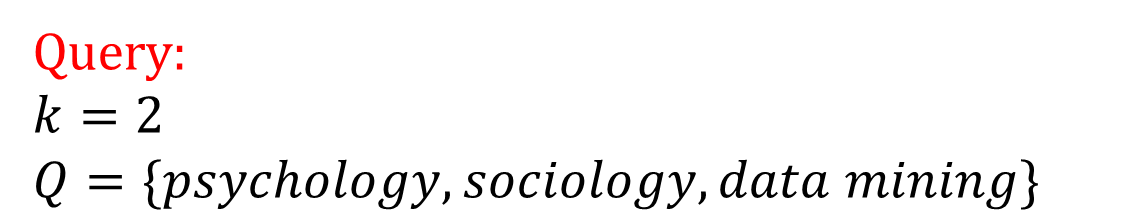 Query:
k = 2
Q = {psychology, sociology, data mining}